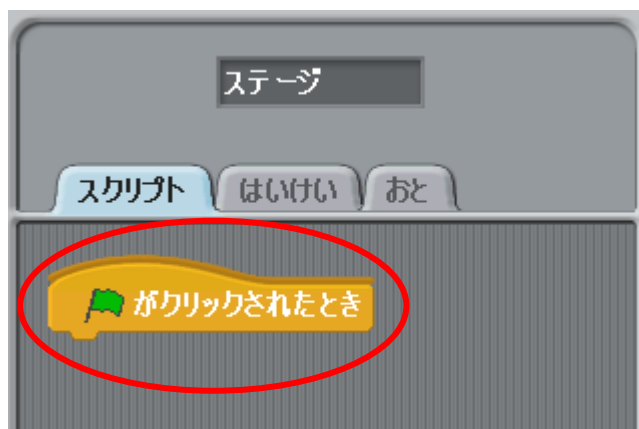 ステージ
スクリプト はいけい おと
がクリックされたとき